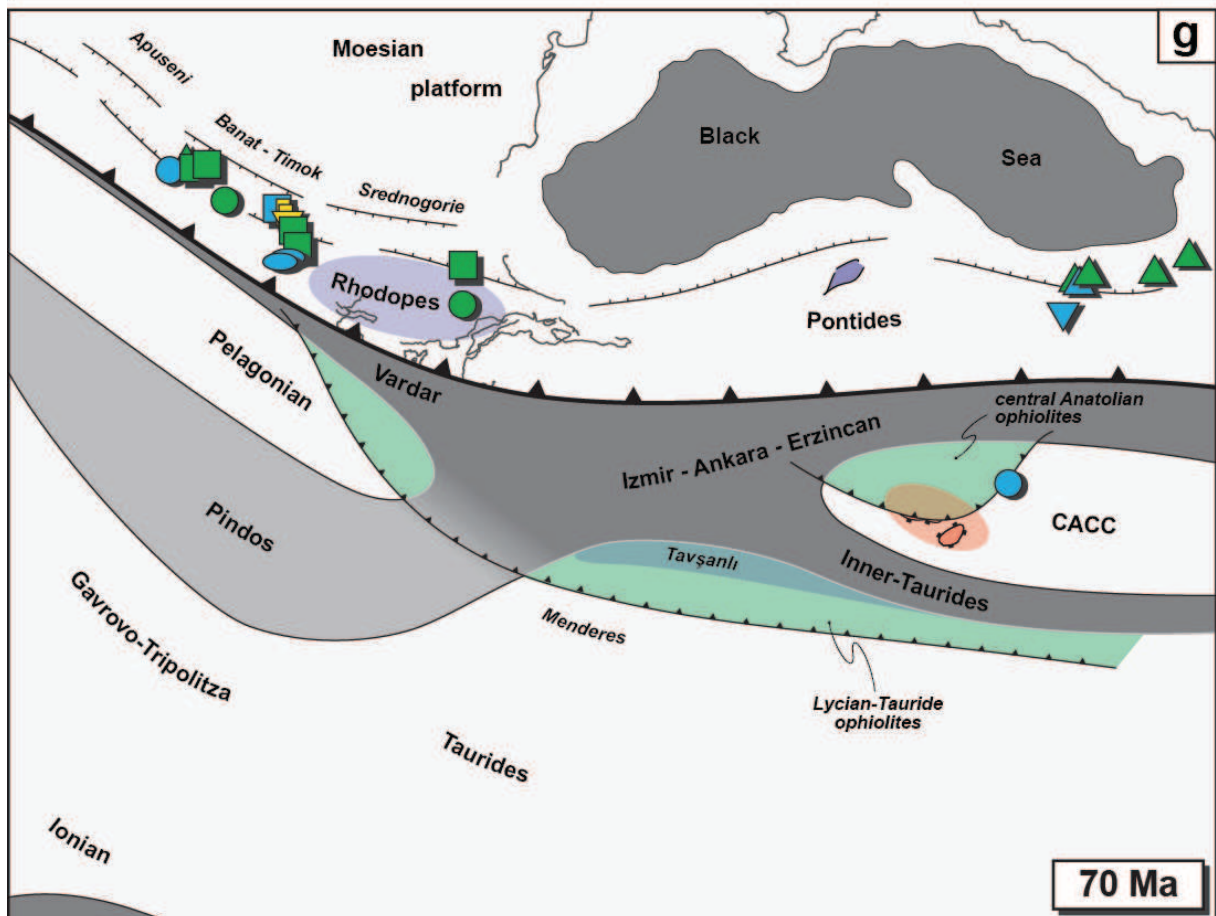 g
Apuseni
Moesian
platform
Banat - Timok
Srednogorie
Black
Sea
Rhodopes
Pontides
Pelagonian
Vardar
central Anatolian
ophiolites
Izmir - Ankara - Erzincan
Pindos
CACC
Tavşanlı
Inner-Taurides
Gavrovo-Tripolitza
Menderes
Lycian-Tauride
ophiolites
Taurides
Ionian
70 Ma